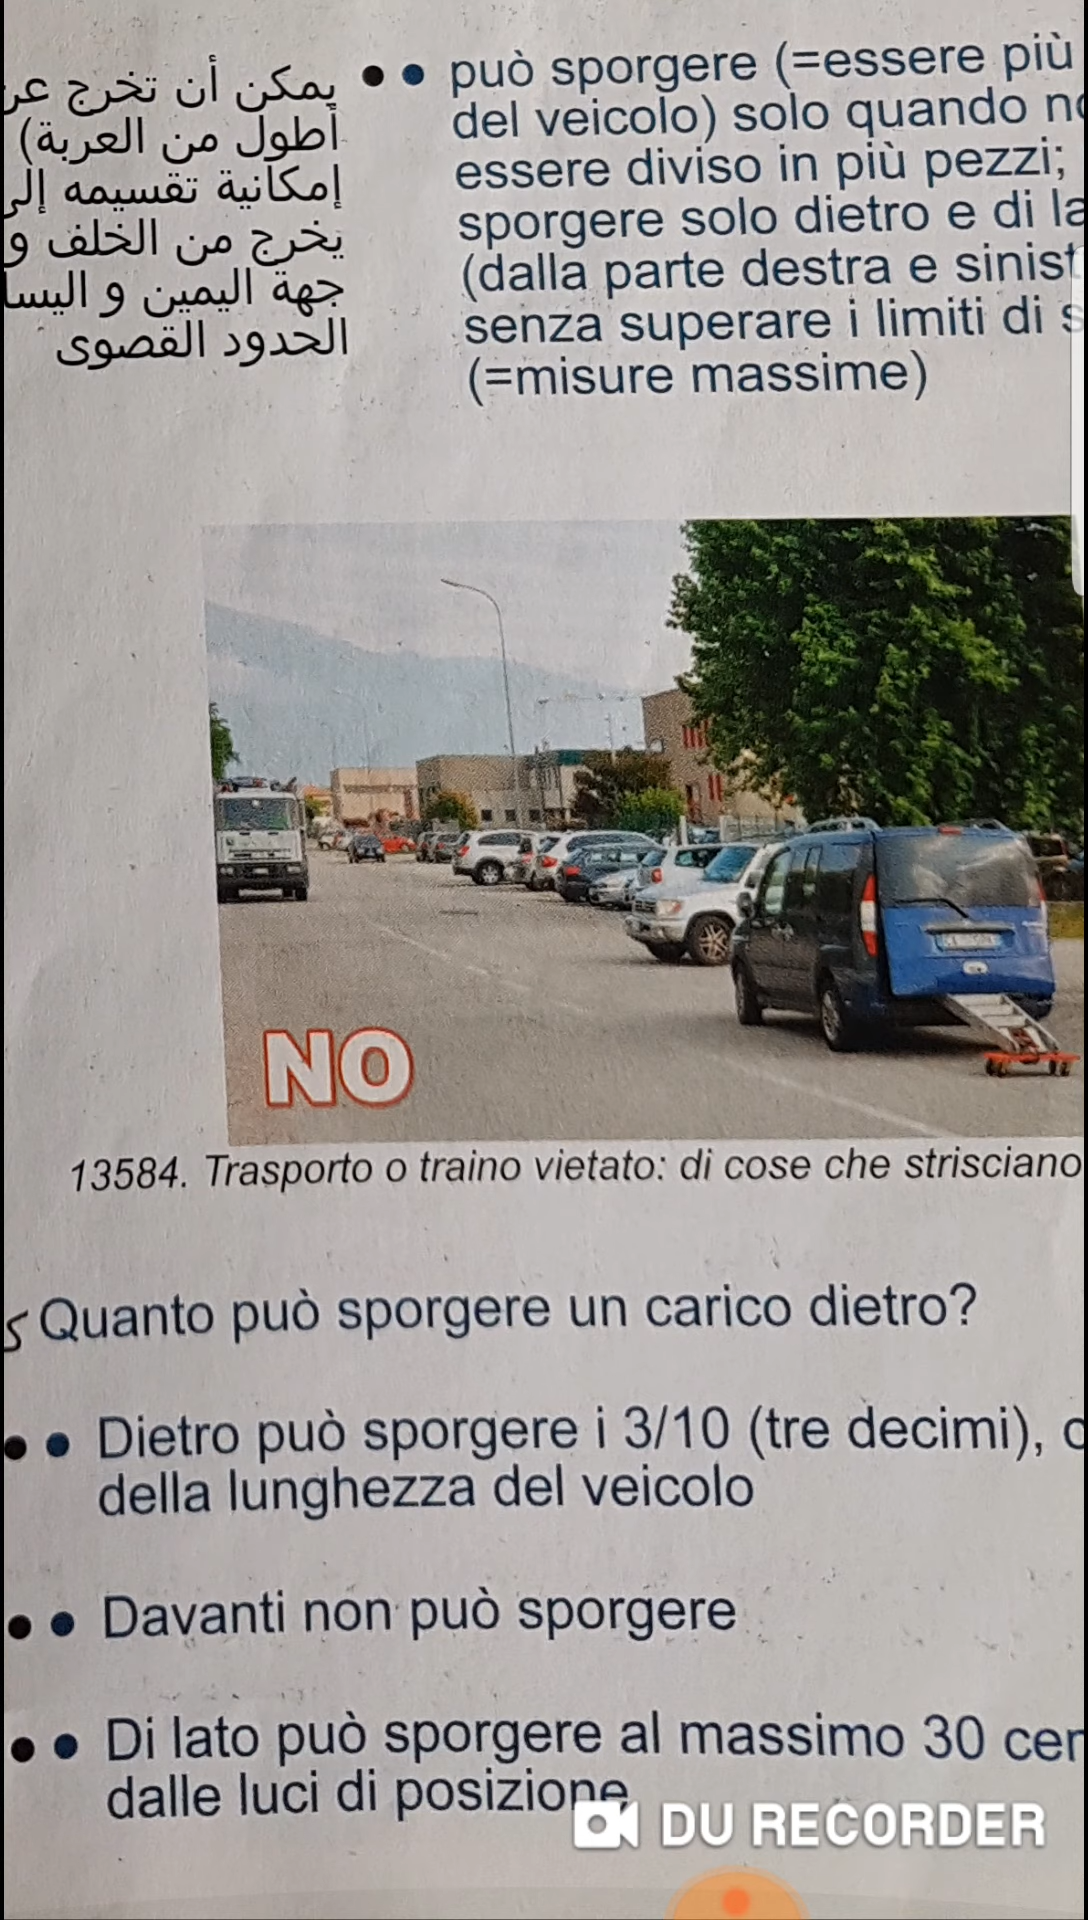 يمكن أن تخرج
أطول من العربة)
إمكانية تقسيمه
يخرج من الخلف و
جهة اليمين و
الحدود القصوى
• • può sporgere (=essere più
del veicolo) solo quando
essere diviso in più pezzi;
sporgere solo dietro e di
(dalla parte destra e
senza superare i limiti di
(=misure massime)
NO
13584. Trasporto o traino vietato: di cose che strisciano
Quanto può sporgere un carico dietro?
• • Dietro può sporgere i 3/10 (tre decimi),
della lunghezza del veicolo
• • Davanti non può sporgere
• • Di lato può sporgere al massimo 30
dalle luci di posizione
DU RECORDER